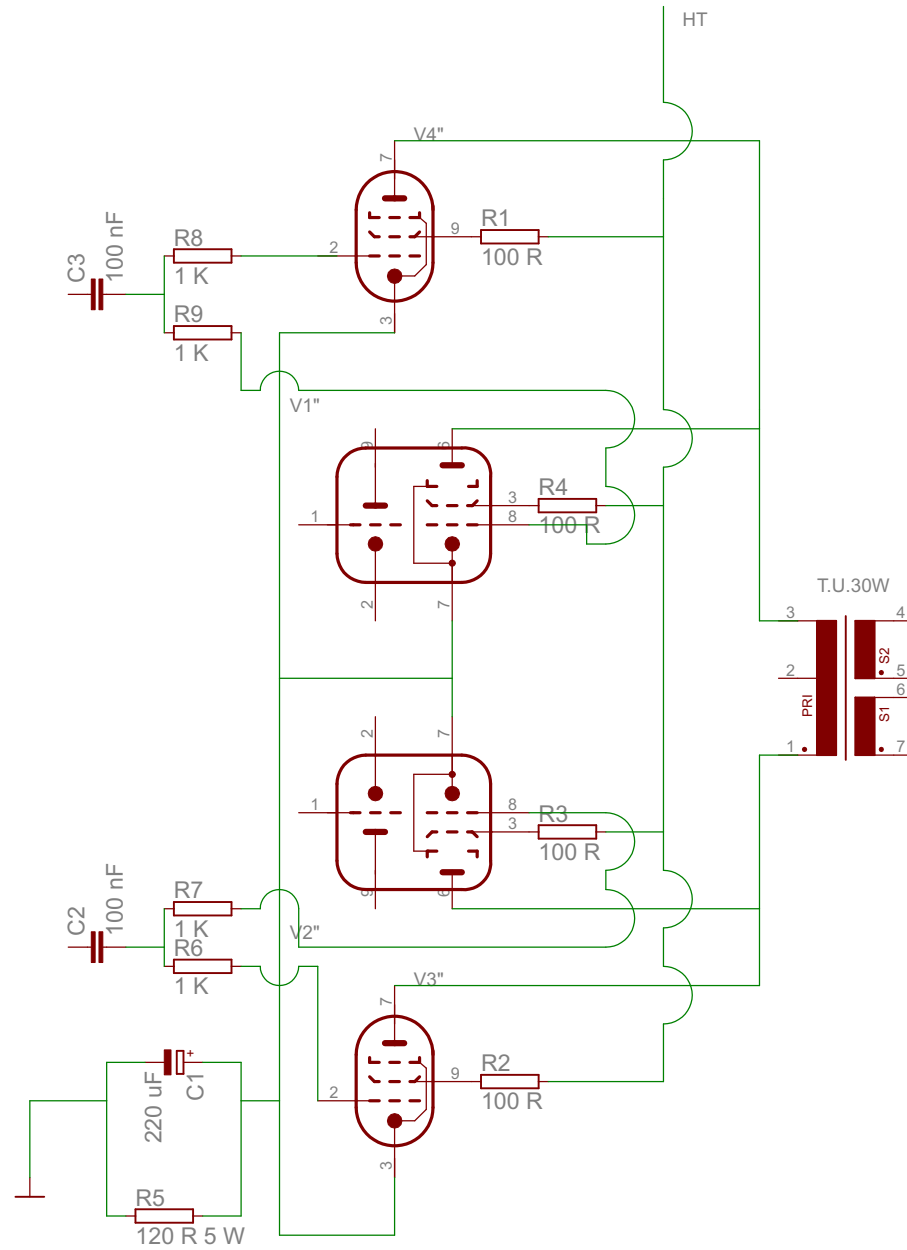 HT
V4"
7
C3
100 nF
R8
1 K
2
9
R1
100 R
R9
1 K
3
V1"
9
6
3
R4
1
8
100 R
2
7
T.U.30W
3
4
S2
2
5
PRI
6
S1
1
7
2
7
1
8
R3
3
100 R
9
6
C2
100 nF
R7
1 K
V2"
R6
1 K
V3"
7
2
9
R2
100 R
3
+
220 uF
C1
R5
120 R 5 W